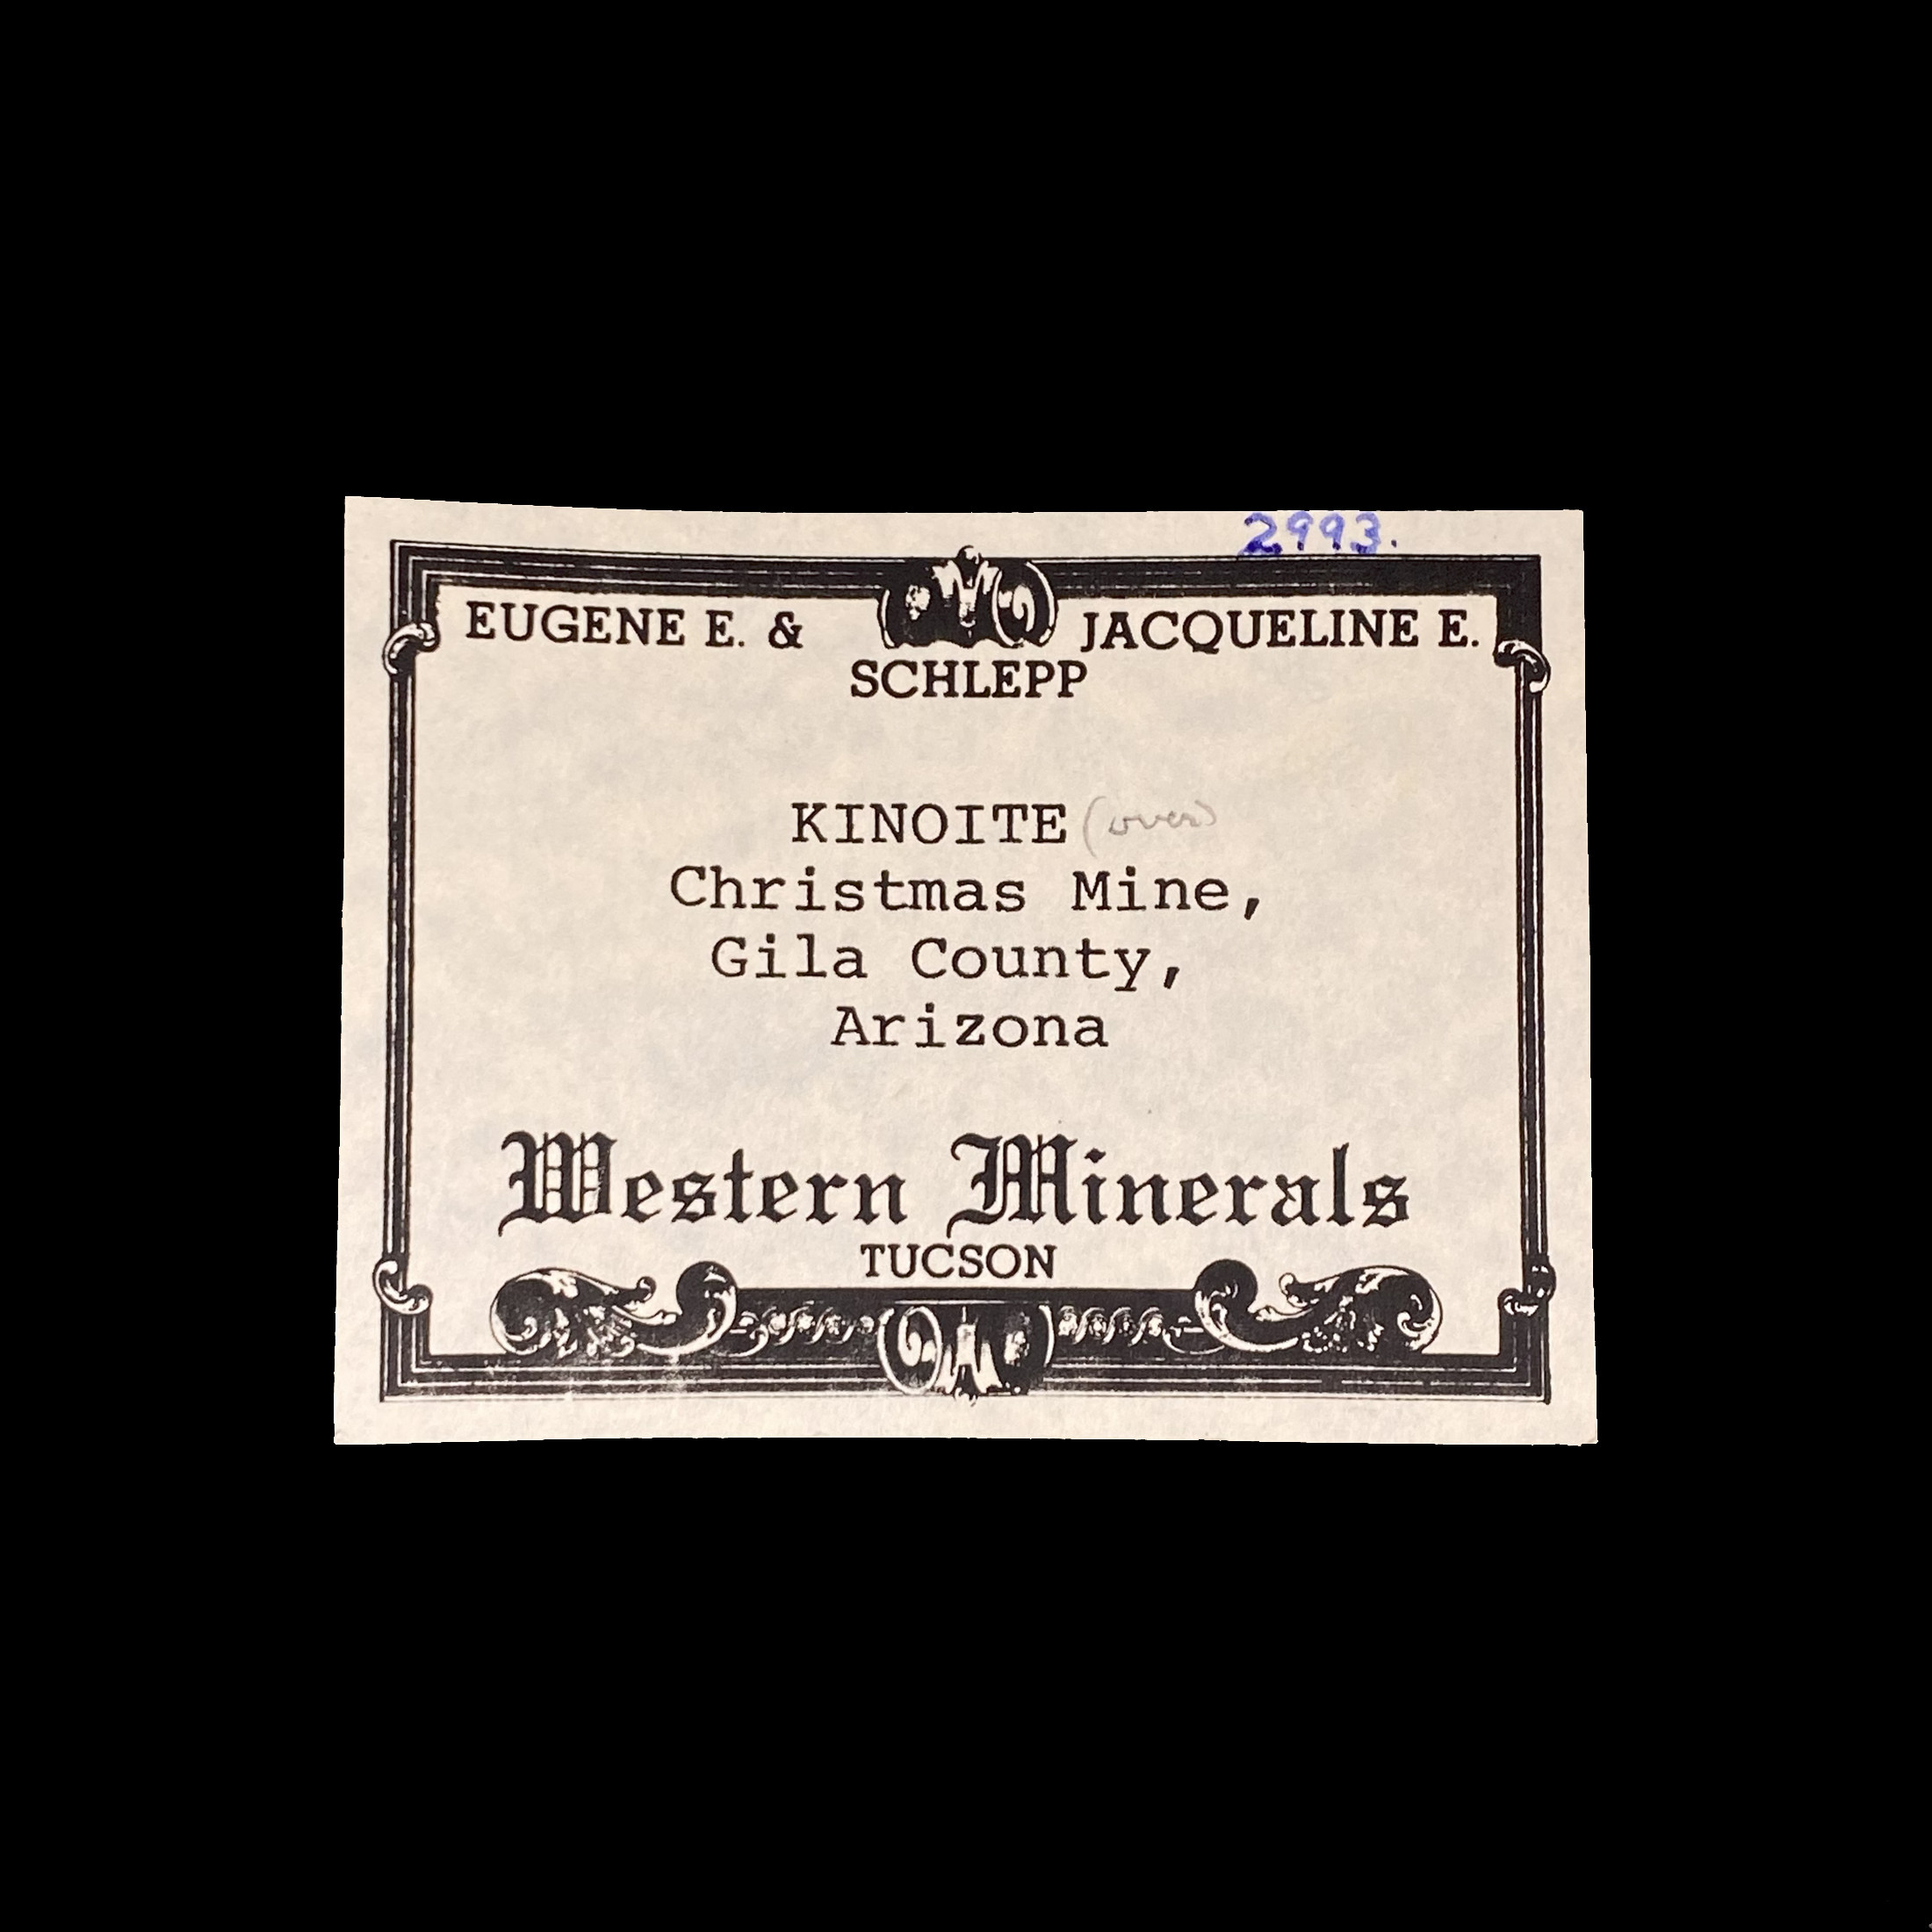 2993.
EUGENE E. & JACQUELINE E.
SCHLEPP
KINOITE (over)
Christmas Mine,
Gila County,
Arizona
Western Minerals
TUCSON